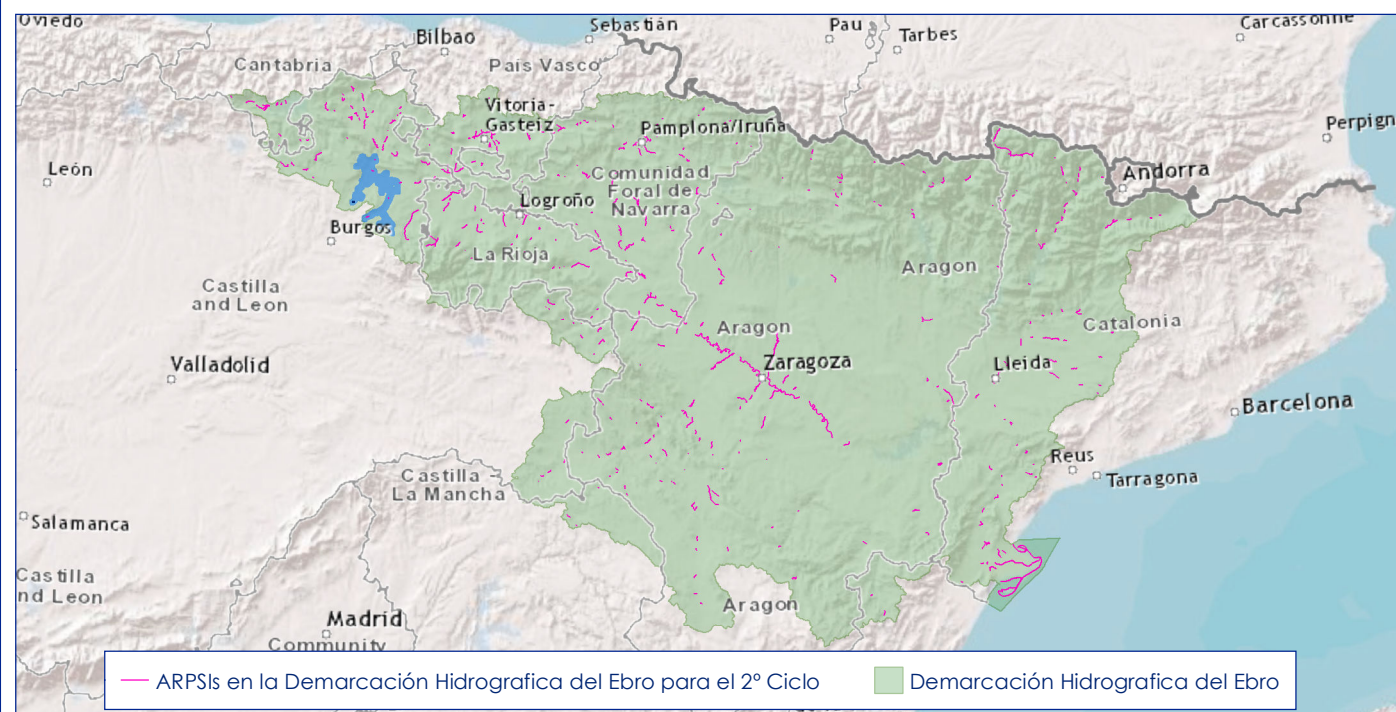 Oviedo
Sebastián
Pau
Carcassonne
Bilbao
Tarbes
Cantabria
País Vasco
Vitoria-
Gasteiz
Pamplona/Iruña
Perpign
León
Andorra
Comunidad
Foral de
Navarra
Logroño
Burgos
La Rioja
Aragon
Castilla
and Leon
Aragon
Catalonia
Valladolid
Zaragoza
Lleida
Barcelona
Reus
Castilla
La Mancha
Tarragona
Salamanca
Castilla
nd Leon
Aragon
Madrid
Community
ARPSIs en la Demarcación Hidrografica del Ebro para el 2º Ciclo
Demarcación Hidrografica del Ebro